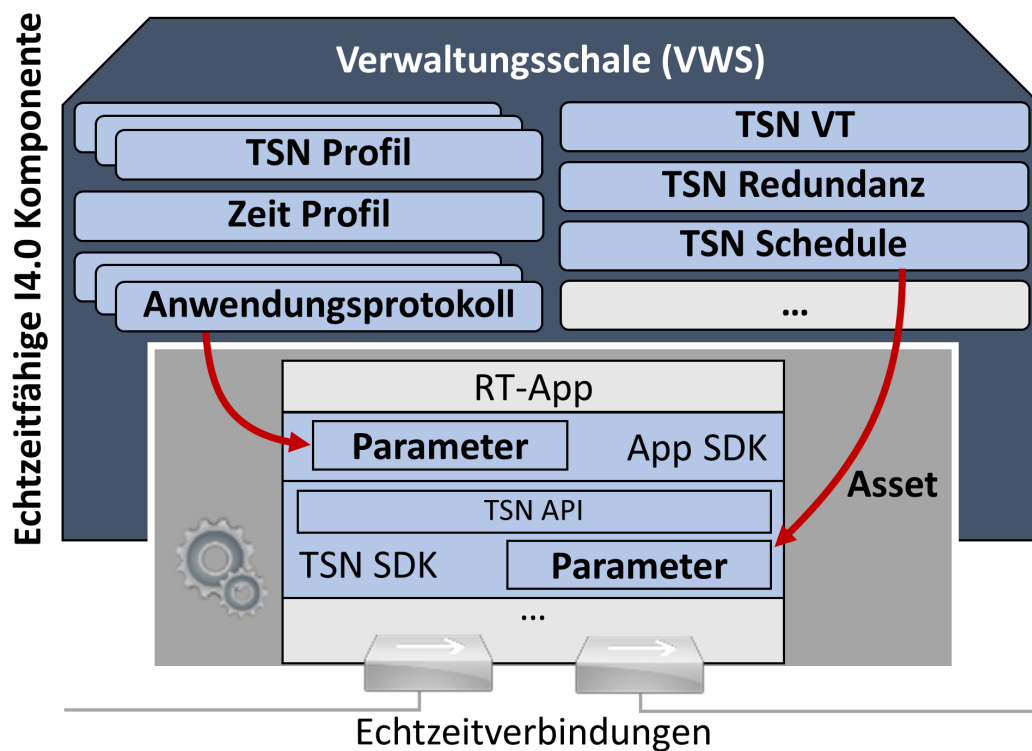 Echtzeitfähige I4.0 Komponente
Verwaltungsschale (VWS)
TSN Profil
Zeit Profil
Anwendungsprotokoll
TSN VT
TSN Redundanz
TSN Schedule
...
RT-App
Parameter
App SDK
TSN API
TSN SDK
Parameter
...
Asset
Echtzeitverbindungen